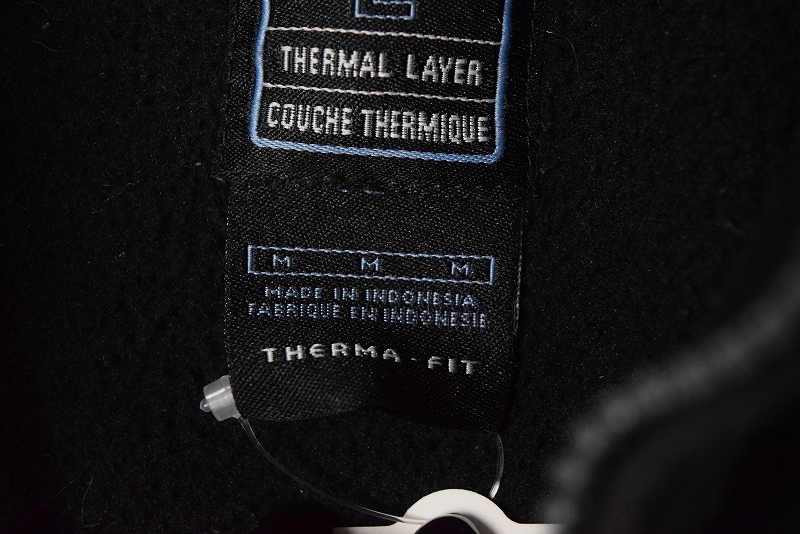 THERMAL LAYER
COUCHE THERMIQUE
M M M
MADE IN INDONESIA
FABRIQUE EN INDONESIE
THERMA-FIT